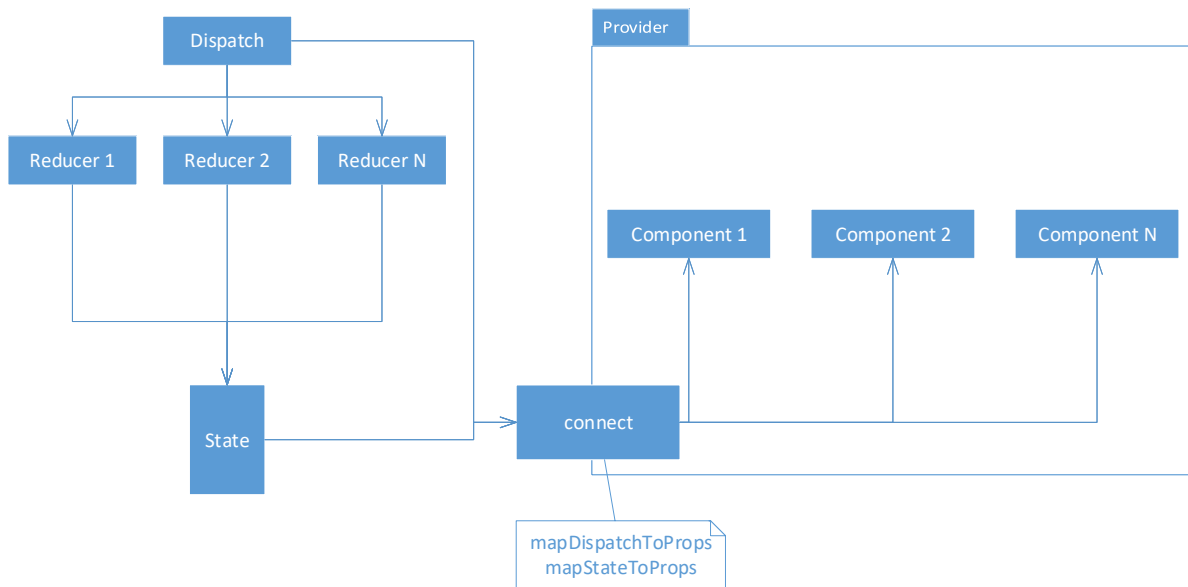 Provider
Dispatch
Reducer 1
Reducer 2
Reducer N
Component 1
Component 2
Component N
connect
State
mapDispatchToProps
mapStateToProps